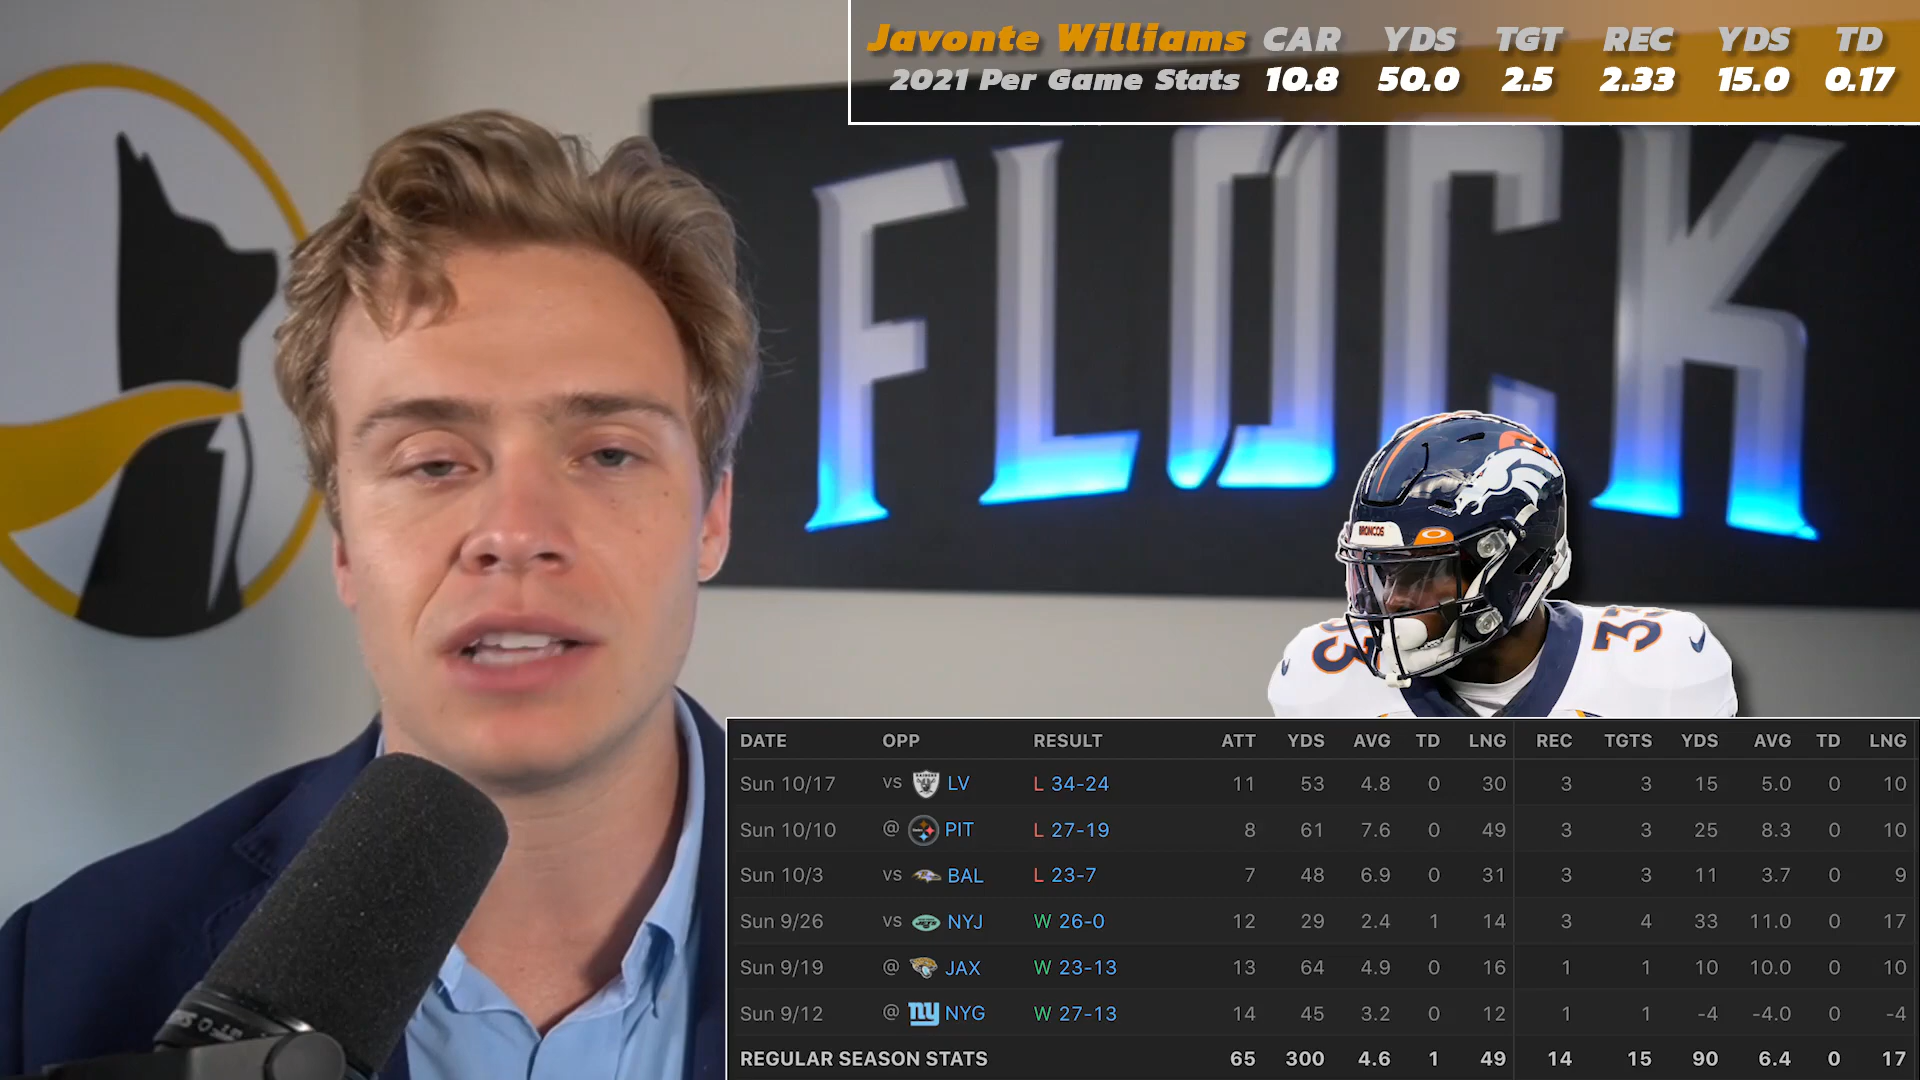 Javonte Williams CAR YDS TGT REC YDS TD
2021 Per Game Stats 10.8 50.0 2.5 2.33 15.0 0.17
FLOCK
BRONCOS
33 33
DATE OPP RESULT ATT YDS AVG TD LNG REC TGTS YDS AVG TD LNG
Sun 10/17 vs LV L 34-24 11 53 4.8 0 30 3 3 15 5.0 0 10
Sun 10/10 @ PIT L 27-19 8 61 7.6 0 49 3 3 25 8.3 0 10
Sun 10/3 vs BAL L 23-7 7 48 6.9 0 31 3 3 11 3.7 0 9
Sun 9/26 vs NYJ W 26-0 12 29 2.4 1 14 3 4 33 11.0 0 17
Sun 9/19 @ JAX W 23-13 13 64 4.9 0 16 1 1 10 10.0 0 10
Sun 9/12 @ ny NYG W 27-13 14 45 3.2 0 12 1 1 -4 -4.0 0 -4
REGULAR SEASON STATS 65 300 4.6 1 49 14 15 90 6.4 0 17